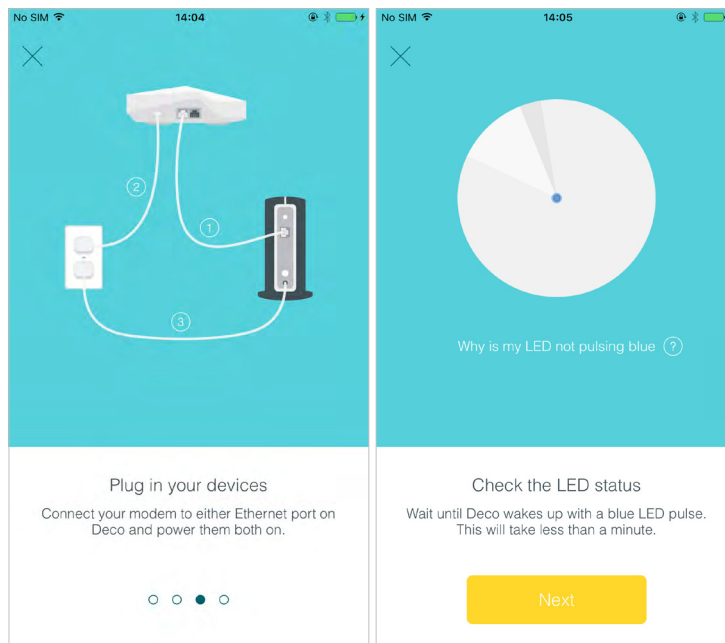 No SIM 14:04
2
1
3
Plug in your devices
Connect your modem to either Ethernet port on
Deco and power them both on.
No SIM 14:05
Why is my LED not pulsing blue ?
Check the LED status
Wait until Deco wakes up with a blue LED pulse.
This will take less than a minute.
Next